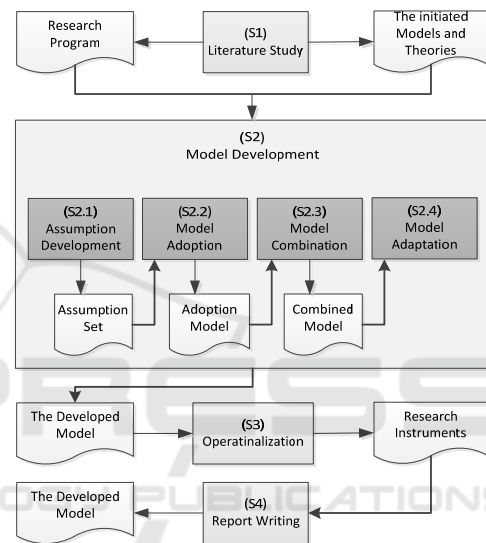 Research
Program
(S1)
Literature Study
The initiated
Models and
Theories
(S2)
Model Development
(S2.1)
Assumption
Development
(S2.2)
Model
Adoption
(S2.3)
Model
Combination
(S2.4)
Model
Adaptation
Assumption
Set
Adoption
Model
Combined
Model
The Developed
Model
(S3)
Operatinalization
Research
Instruments
The Developed
Model
(S4)
Report Writing